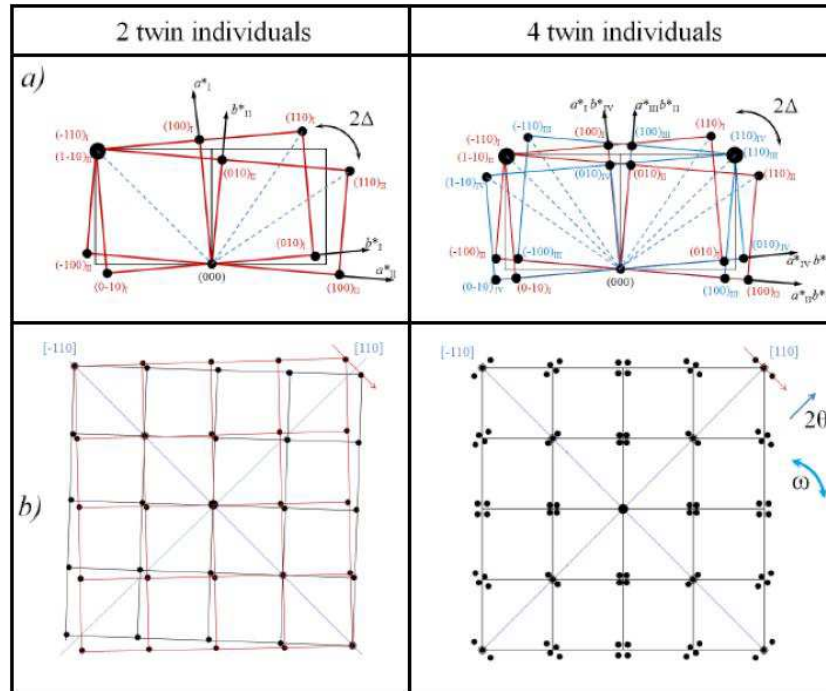 2 twin individuals
4 twin individuals
a)
a*I
b*II
(-110)I
(1-10)II
(100)I
(110)I
2Δ
(010)II
(110)II
(-100)II
(0-10)I
(000)
(010)I
b*I
(100)II
a*II
a*I b*IV
a*III b*II
2Δ
(-110)III
(100)I
(100)III
(110)I
(110)IV
(-110)I
(1-10)II
(110)III
(1-10)IV
(010)IV
(010)II
(110)II
(-100)II
(-100)III
(010)I
(010)IV
a*IV b*
(0-10)IV
(0-10)I
(000)
(100)III
(100)II
a*II b*
b)
[-110]
[110]
[-110]
[110]
2θ
ω